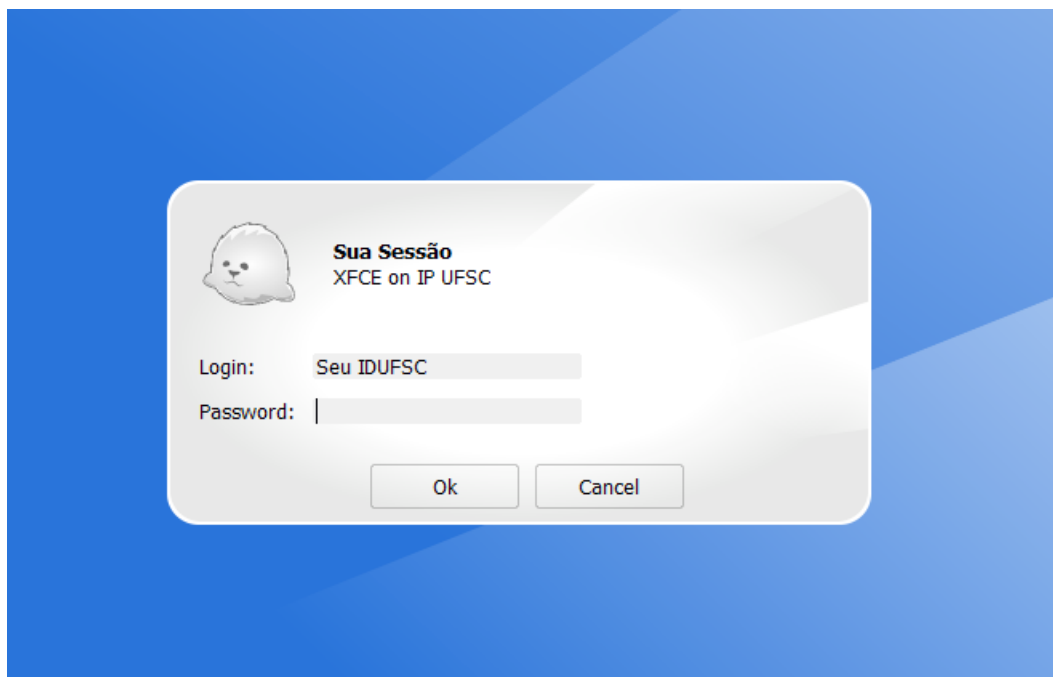 Sua Sessão
XFCE on IP UFSC
Login: Seu IDUFSC
Password:
Ok Cancel